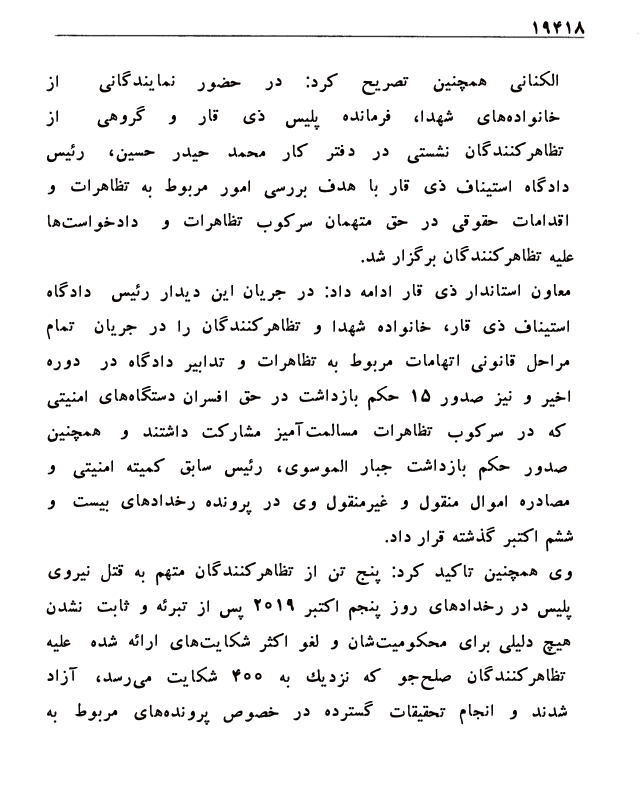 ۱۹۴۱۸
الکنانی همچنین تصریح کرد: در حضور نمایندگانی از
خانواده‌های شهدا، فرمانده پلیس ذی قار و گروهی از
تظاهرکنندگان نشستی در دفتر کار محمد حیدر حسین، رئیس
دادگاه استیناف ذی قار با هدف بررسی امور مربوط به تظاهرات و
اقدامات حقوقی در حق متهمان سرکوب تظاهرات و دادخواست‌ها
علیه تظاهرکنندگان برگزار شد.
معاون استاندار ذی قار ادامه داد: در جریان این دیدار رئیس دادگاه
استیناف ذی قار، خانواده شهدا و تظاهرکنندگان را در جریان تمام
مراحل قانونی اتهامات مربوط به تظاهرات و تدابیر دادگاه در دوره
اخیر و نیز صدور ۱۵ حکم بازداشت در حق افسران دستگاه‌های امنیتی
که در سرکوب تظاهرات مسالمت‌آمیز مشارکت داشتند و همچنین
صدور حکم بازداشت جبار الموسوی، رئیس سابق کمیته امنیتی و
مصادره اموال منقول و غیرمنقول وی در پرونده رخدادهای بیست و
ششم اکتبر گذشته قرار داد.
وی همچنین تاکید کرد: پنج تن از تظاهرکنندگان متهم به قتل نیروی
پلیس در رخدادهای روز پنجم اکتبر ۲۰۱۹ پس از تبرئه و ثابت نشدن
هیچ دلیلی برای محکومیت‌شان و لغو اکثر شکایت‌های ارائه شده علیه
تظاهرکنندگان صلح‌جو که نزدیك به ۴۰۰ شکایت می‌رسد، آزاد
شدند و انجام تحقیقات گسترده در خصوص پرونده‌های مربوط به